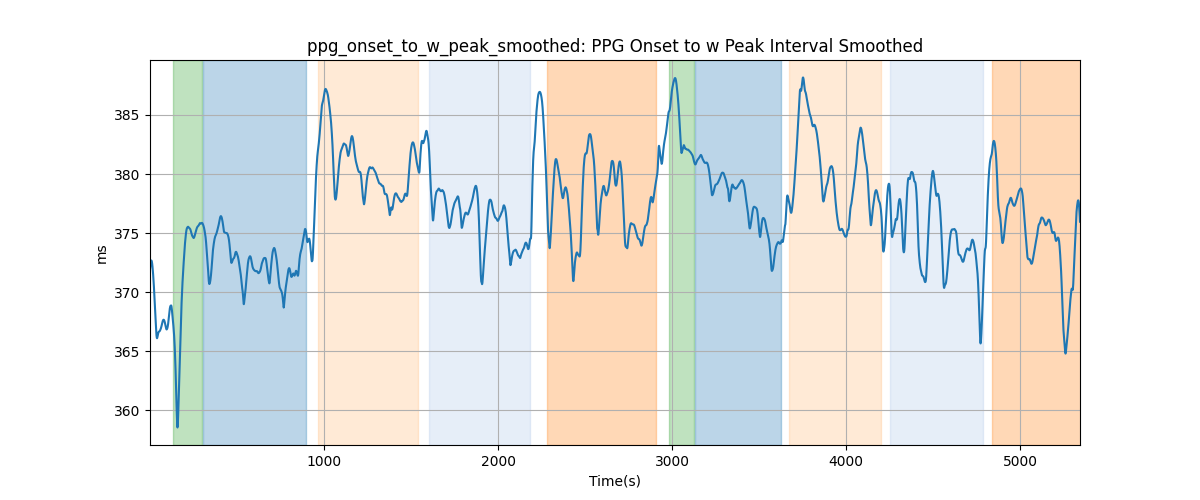 ppg_onset_to_w_peak_smoothed: PPG Onset to w Peak Interval Smoothed
385
380
375
370
365
360
ms
1000 2000 3000 4000 5000
Time(s)